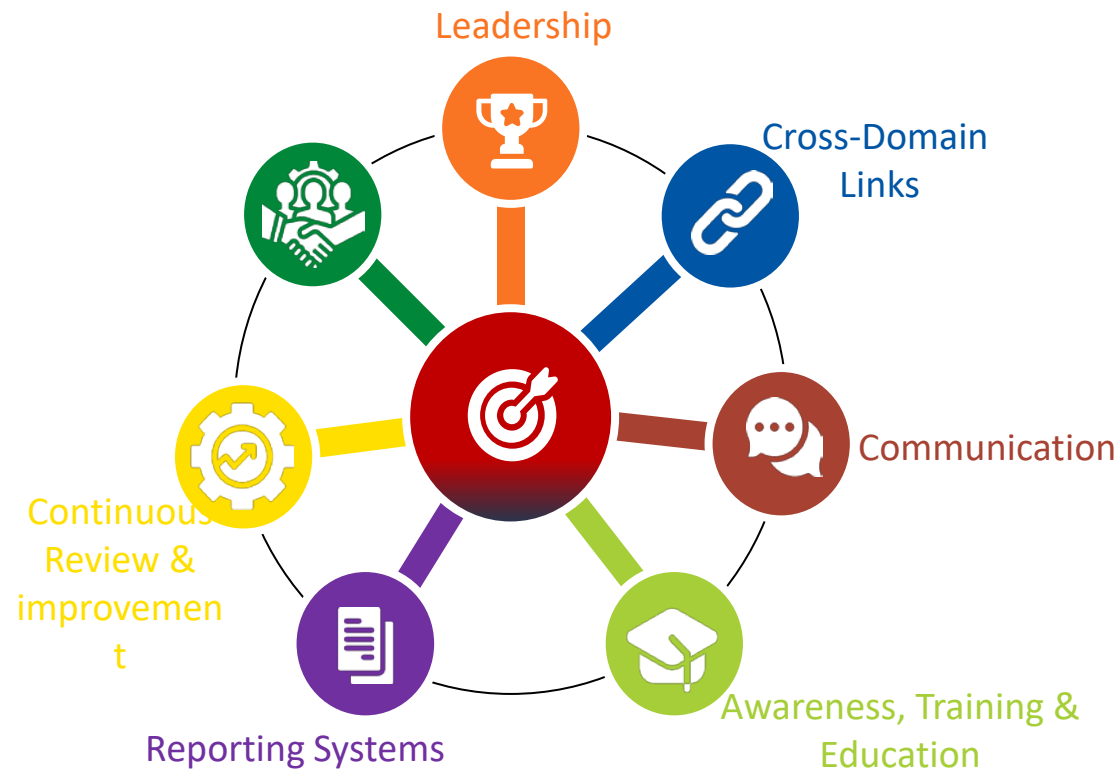 Leadership
Cross-Domain
Links
Communication
Awareness, Training &
Education
Reporting Systems
Continuous
Review &
improvemen
t